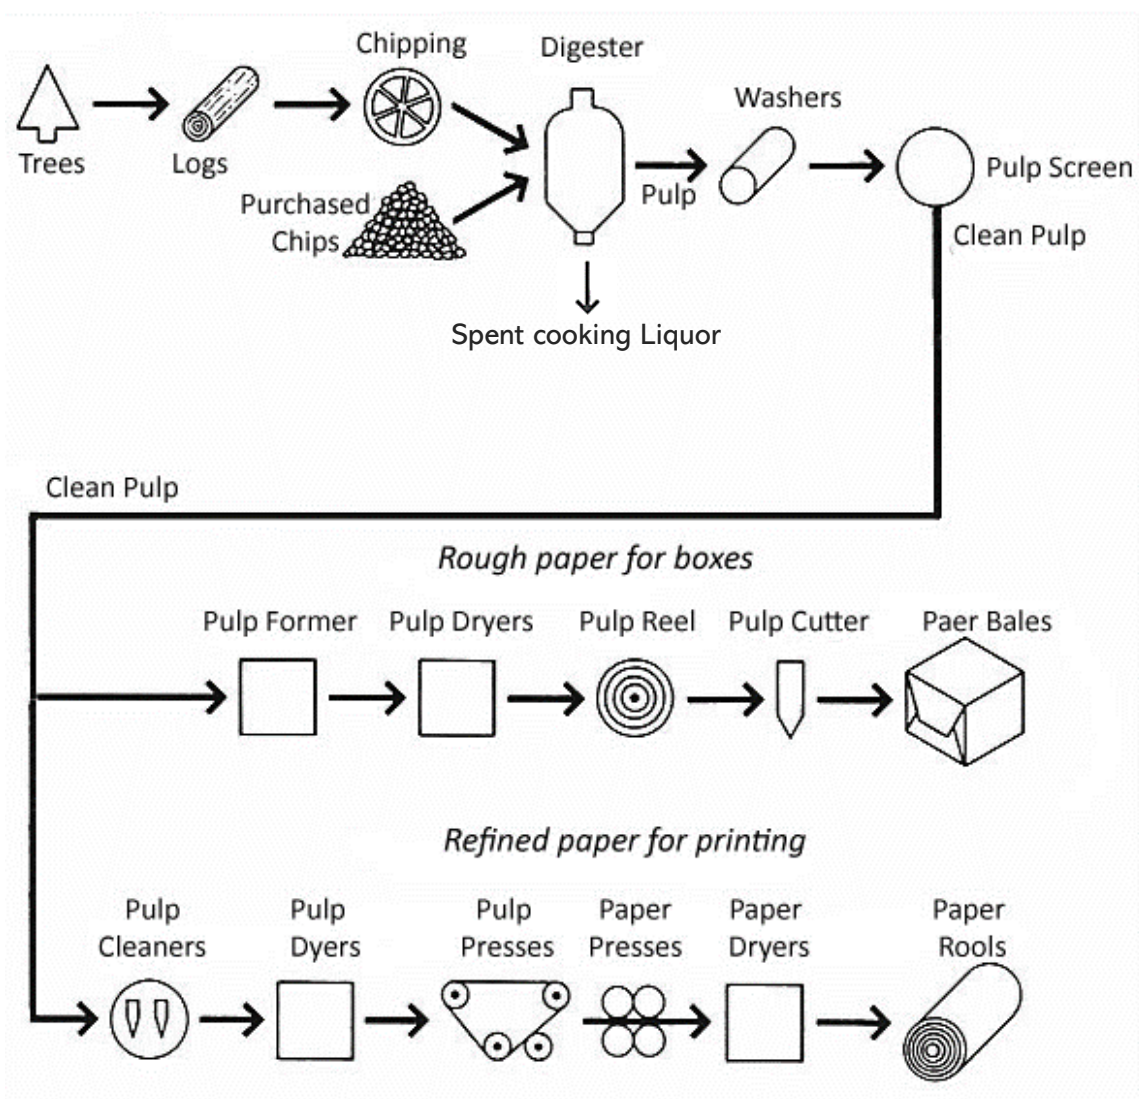 Chipping
Digester
Washers
Trees
Logs
Purchased
Chips
Pulp
Pulp Screen
Clean Pulp
Spent cooking Liquor
Clean Pulp
Rough paper for boxes
Pulp Former
Pulp Dryers
Pulp Reel
Pulp Cutter
Paer Bales
Refined paper for printing
Pulp
Cleaners
Pulp
Dyers
Pulp
Presses
Paper
Presses
Paper
Dryers
Paper
Rools